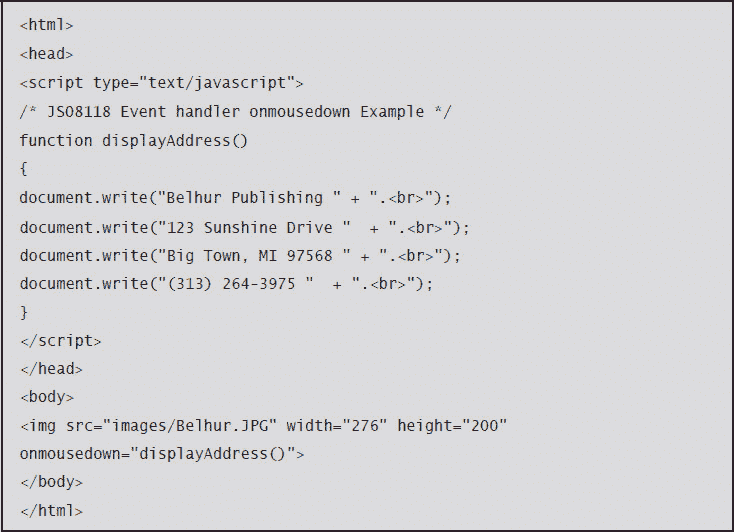 <html>
<head>
<script type="text/javascript">
/* JS08118 Event handler onmousedown Example */
function displayAddress()
{
document.write("Belhur Publishing " + ".<br>");
document.write("123 Sunshine Drive "  + ".<br>");
document.write("Big Town, MI 97568 " + ".<br>");
document.write("(313) 264-3975 "  + ".<br>");
}
</script>
</head>
<body>
<img src="images/Belhur.JPG" width="276" height="200"
onmousedown="displayAddress()">
</body>
</html>